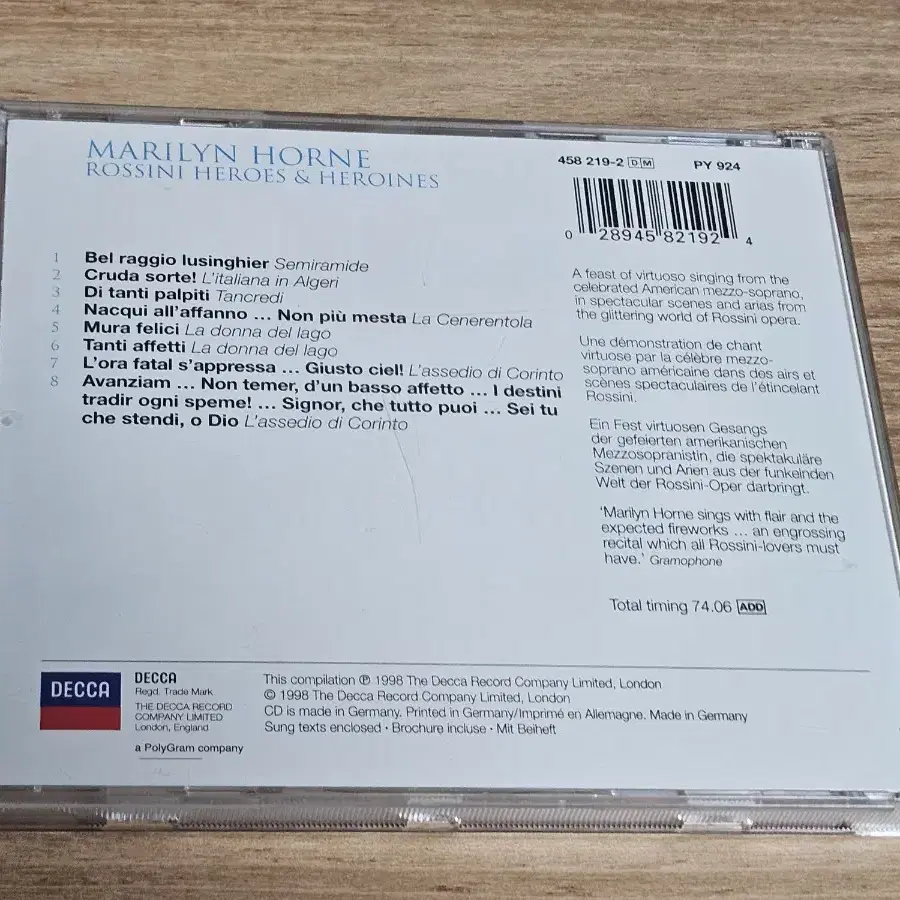 MARILYN HORNE
ROSSINI HEROES & HEROINES
458 219-2 DM PY 924
0 28945 82192 4
1 Bel raggio lusinghier Semiramide
2 Cruda sorte! L'italiana in Algeri
3 Di tanti palpiti Tancredi
4 Nacqui all'affanno ... Non più mesta La Cenerentola
5 Mura felici La donna del lago
6 Tanti affetti La donna del lago
7 L'ora fatal s'appressa ... Giusto ciel! L'assedio di Corinto
8 Avanziam ... Non temer, d'un basso affetto ... I destini
tradir ogni speme! ... Signor, che tutto puoi ... Sei tu
che stendi, o Dio L'assedio di Corinto
A feast of virtuoso singing from the
celebrated American mezzo-soprano,
in spectacular scenes and arias from
the glittering world of Rossini opera.
Une démonstration de chant
virtuose par la célèbre mezzo-
soprano américaine dans des airs et
scènes spectaculaires de l'étincelant
Rossini.
Ein Fest virtuosen Gesangs
der gefeierten amerikanischen
Mezzosopranistin, die spektakuläre
Szenen und Arien aus der funkelnden
Welt der Rossini-Oper darbringt.
'Marilyn Horne sings with flair and the
expected fireworks ... an engrossing
recital which all Rossini-lovers must
have.' Gramophone
Total timing 74.06 ADD
DECCA
DECCA
Regd. Trade Mark
THE DECCA RECORD
COMPANY LIMITED
London, England
a PolyGram company
This compilation ℗ 1998 The Decca Record Company Limited, London
© 1998 The Decca Record Company Limited, London
CD is made in Germany. Printed in Germany/Imprimé en Allemagne. Made in Germany
Sung texts enclosed · Brochure incluse · Mit Beiheft